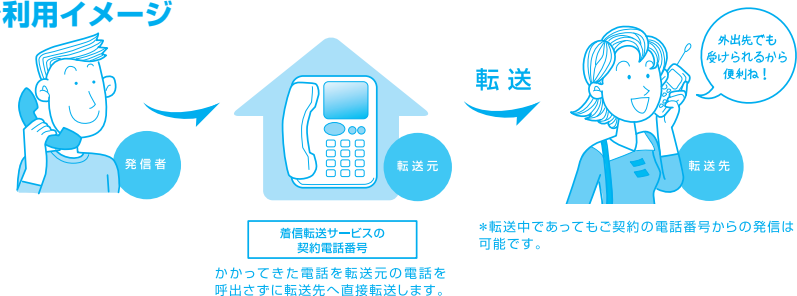 利用イメージ
外出先でも
受けられるから
便利ね！
転送
発信者
転送元
転送先
着信転送サービスの
契約電話番号
かかってきた電話を転送元の電話を
呼出さずに転送先へ直接転送します。
＊転送中であってもご契約の電話番号からの発信は
可能です。